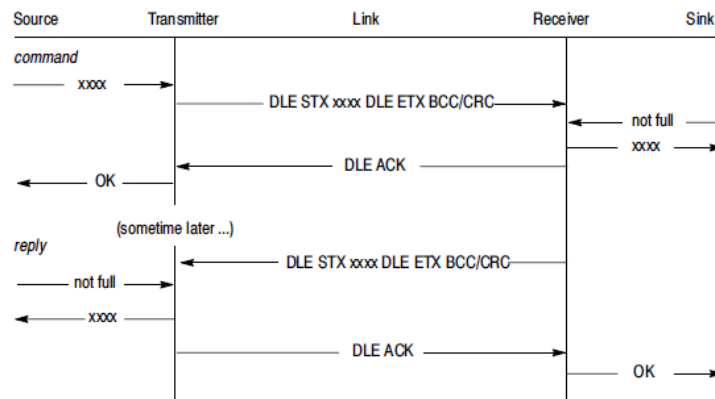 Source Transmitter Link Receiver Sink
command
xxxx
DLE STX xxxx DLE ETX BCC/CRC
not full
xxxx
DLE ACK
OK
(sometime later ...)
reply
DLE STX xxxx DLE ETX BCC/CRC
not full
xxxx
DLE ACK
OK